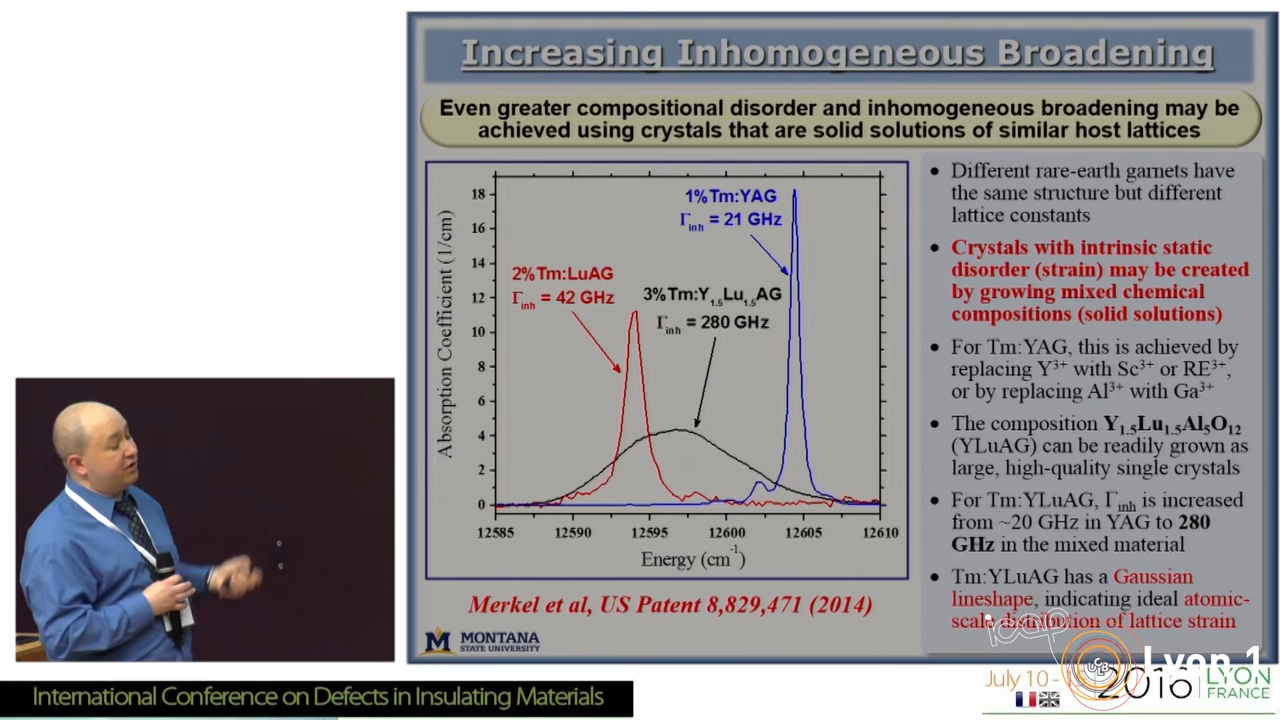 Increasing Inhomogeneous Broadening
Even greater compositional disorder and inhomogeneous broadening may be
achieved using crystals that are solid solutions of similar host lattices
Absorption Coefficient (1/cm)
18
16
14
12
10
8
6
4
2
0
1%Tm:YAG
Γinh = 21 GHz
2%Tm:LuAG
Γinh = 42 GHz
3%Tm:Y1.5Lu1.5AG
Γinh = 280 GHz
12585 12590 12595 12600 12605 12610
Energy (cm-1)
Merkel et al, US Patent 8,829,471 (2014)
M MONTANA
STATE UNIVERSITY
• Different rare-earth garnets have
the same structure but different
lattice constants
• Crystals with intrinsic static
disorder (strain) may be created
by growing mixed chemical
compositions (solid solutions)
• For Tm:YAG, this is achieved by
replacing Y3+ with Sc3+ or RE3+,
or by replacing Al3+ with Ga3+
• The composition Y1.5Lu1.5Al5O12
(YLuAG) can be readily grown as
large, high-quality single crystals
• For Tm:YLuAG, Γinh is increased
from ~20 GHz in YAG to 280
GHz in the mixed material
• Tm:YLuAG has a Gaussian
lineshape, indicating ideal atomic-
scale distribution of lattice strain
icap
UCB
L
Lyon 1
July 10 -
2016
LYON
FRANCE
International Conference on Defects in Insulating Materials